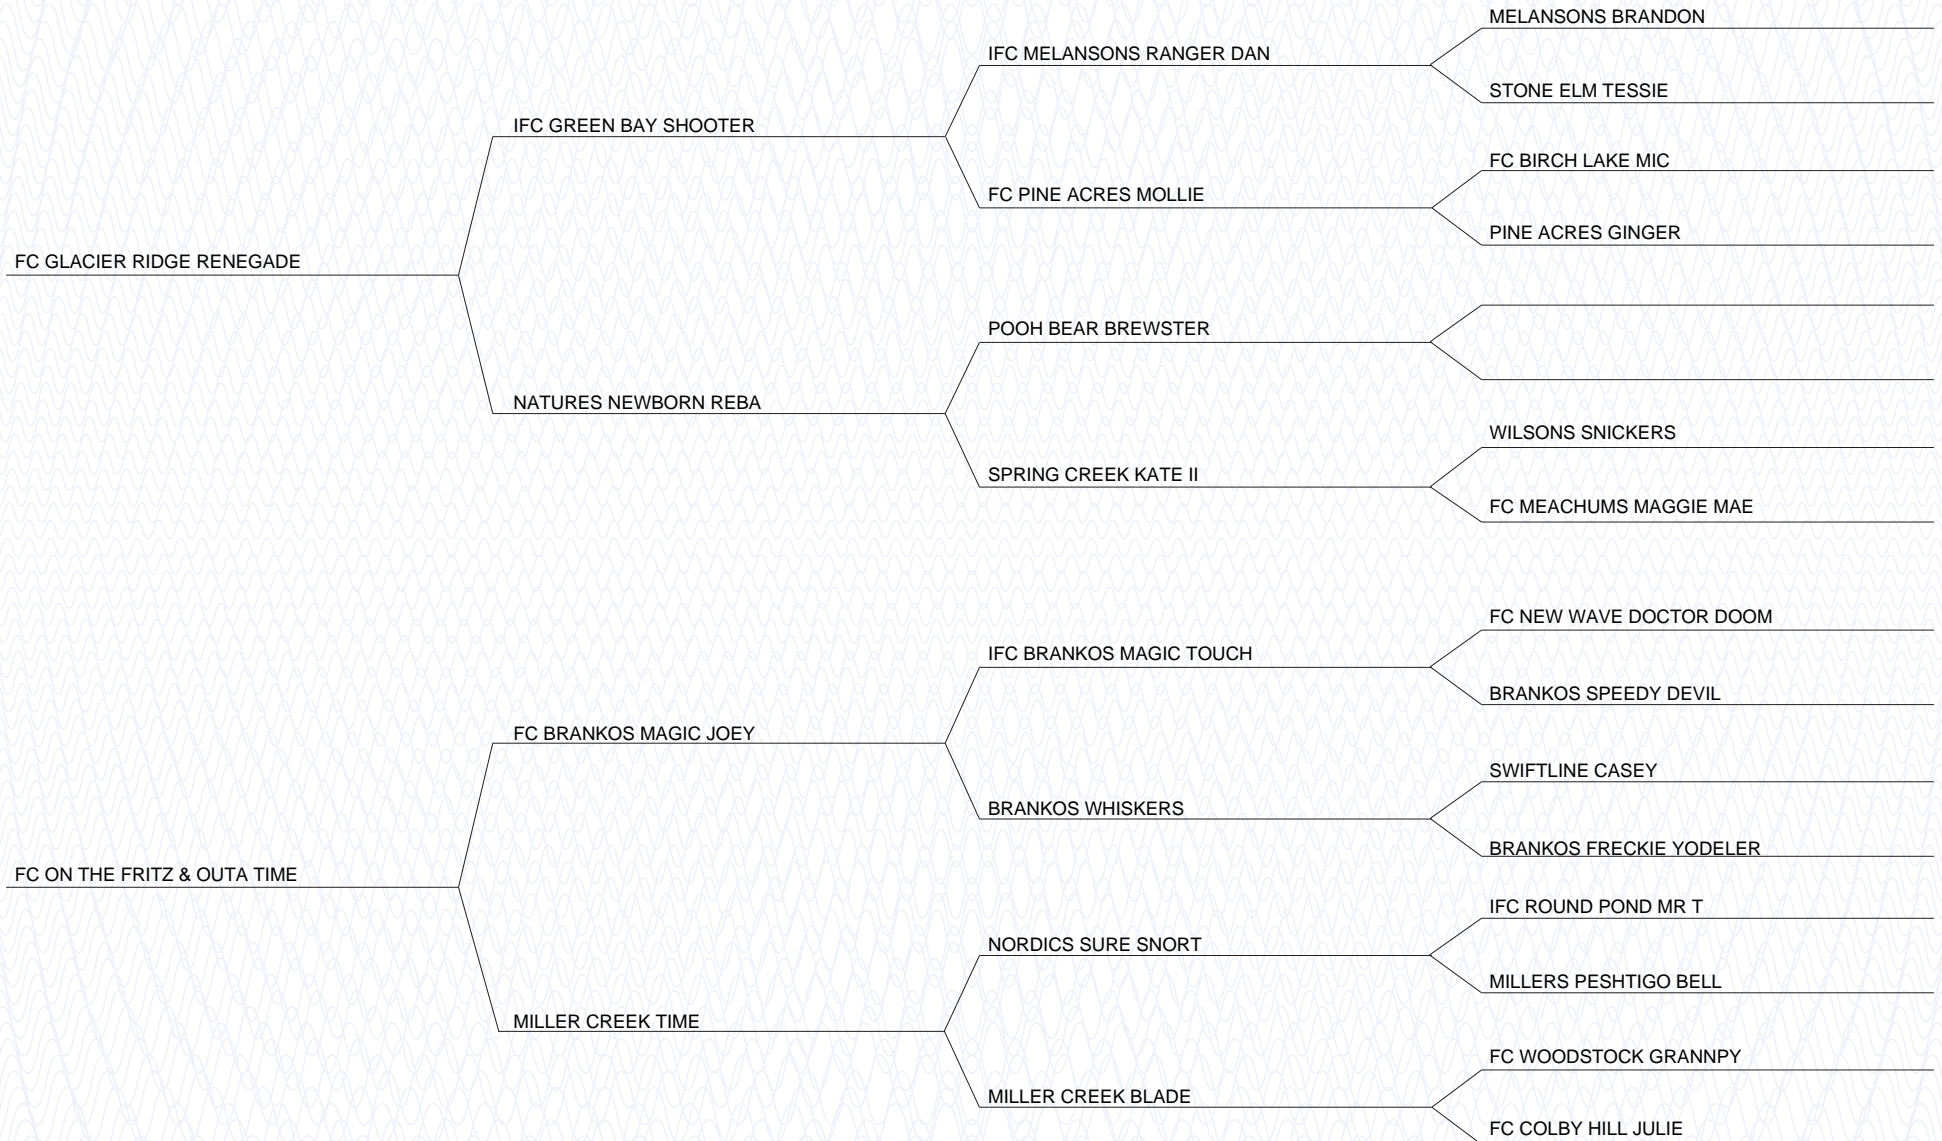 MELANSONS BRANDON
IFC MELANSONS RANGER DAN
STONE ELM TESSIE
IFC GREEN BAY SHOOTER
FC BIRCH LAKE MIC
FC PINE ACRES MOLLIE
PINE ACRES GINGER
FC GLACIER RIDGE RENEGADE
POOH BEAR BREWSTER
NATURES NEWBORN REBA
WILSONS SNICKERS
SPRING CREEK KATE II
FC MEACHUMS MAGGIE MAE
FC NEW WAVE DOCTOR DOOM
IFC BRANKOS MAGIC TOUCH
BRANKOS SPEEDY DEVIL
FC BRANKOS MAGIC JOEY
SWIFTLINE CASEY
BRANKOS WHISKERS
BRANKOS FRECKIE YODELER
FC ON THE FRITZ & OUTA TIME
IFC ROUND POND MR T
NORDICS SURE SNORT
MILLERS PESHTIGO BELL
MILLER CREEK TIME
FC WOODSTOCK GRANNPY
MILLER CREEK BLADE
FC COLBY HILL JULIE